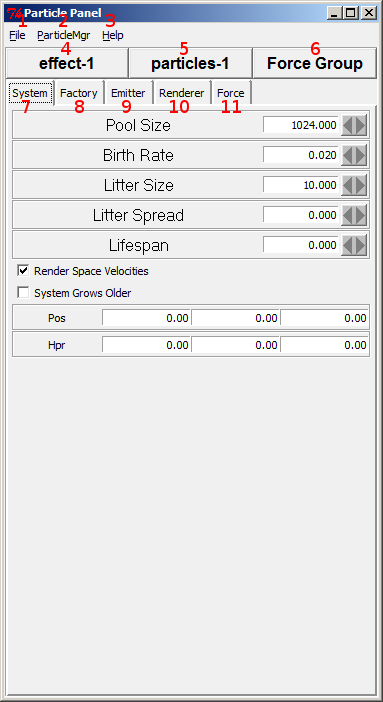 Particle Panel
1 2 3
File ParticleMgr Help
4 5 6
effect-1 particles-1 Force Group
System Factory Emitter Renderer Force
7 8 9 10 11
Pool Size 1024.000
Birth Rate 0.020
Litter Size 10.000
Litter Spread 0.000
Lifespan 0.000
Render Space Velocities
System Grows Older
Pos 0.00 0.00 0.00
Hpr 0.00 0.00 0.00